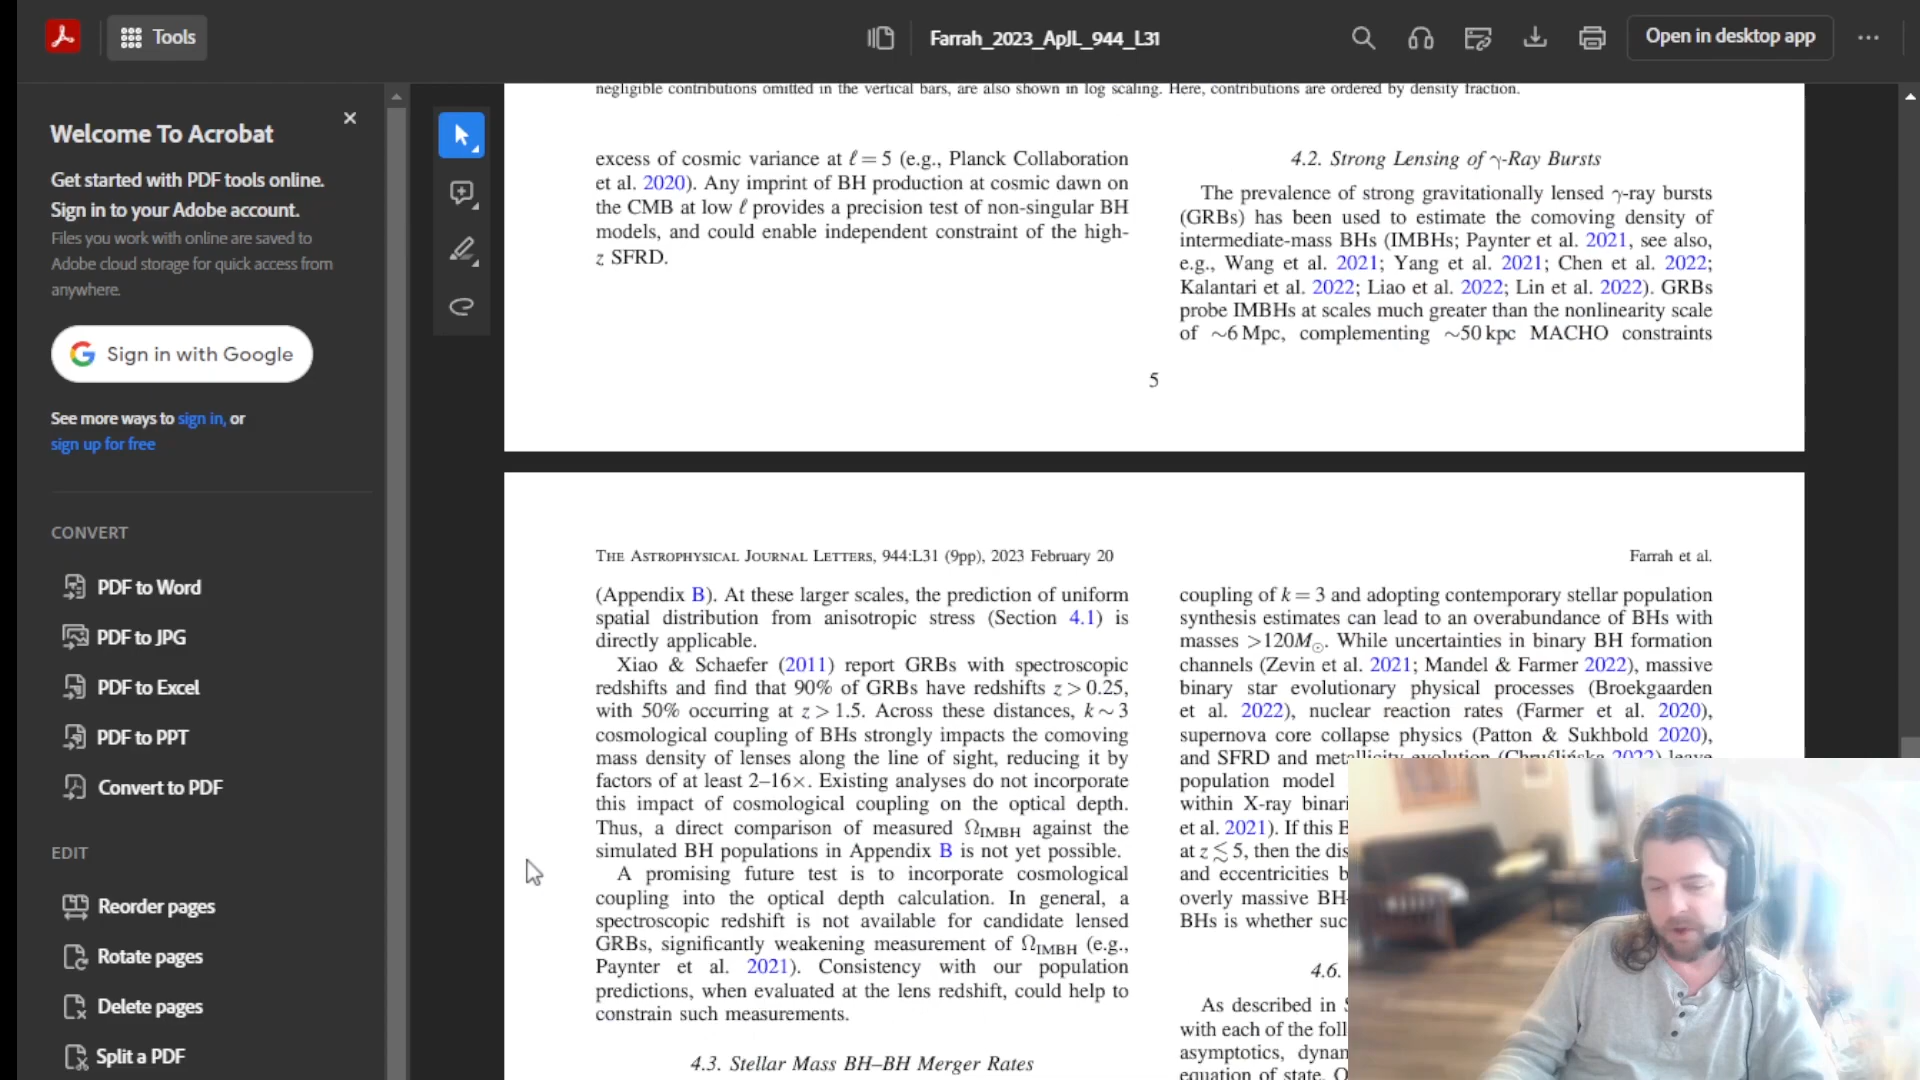 Tools
Farrah_2023_ApJL_944_L31
Open in desktop app
Welcome To Acrobat
Get started with PDF tools online.
Sign in to your Adobe account.
Files you work with online are saved to
Adobe cloud storage for quick access from
anywhere.
Sign in with Google
See more ways to sign in, or
sign up for free
CONVERT
PDF to Word
PDF to JPG
PDF to Excel
PDF to PPT
Convert to PDF
EDIT
Reorder pages
Rotate pages
Delete pages
Split a PDF
negligible contributions omitted in the vertical bars, are also shown in log scaling. Here, contributions are ordered by density fraction.
excess of cosmic variance at ℓ = 5 (e.g., Planck Collaboration
et al. 2020). Any imprint of BH production at cosmic dawn on
the CMB at low ℓ provides a precision test of non-singular BH
models, and could enable independent constraint of the high-
z SFRD.
4.2. Strong Lensing of γ-Ray Bursts
The prevalence of strong gravitationally lensed γ-ray bursts
(GRBs) has been used to estimate the comoving density of
intermediate-mass BHs (IMBHs; Paynter et al. 2021, see also,
e.g., Wang et al. 2021; Yang et al. 2021; Chen et al. 2022;
Kalantari et al. 2022; Liao et al. 2022; Lin et al. 2022). GRBs
probe IMBHs at scales much greater than the nonlinearity scale
of ∼6 Mpc, complementing ∼50 kpc MACHO constraints
5
THE ASTROPHYSICAL JOURNAL LETTERS, 944:L31 (9pp), 2023 February 20
Farrah et al.
(Appendix B). At these larger scales, the prediction of uniform
spatial distribution from anisotropic stress (Section 4.1) is
directly applicable.
Xiao & Schaefer (2011) report GRBs with spectroscopic
redshifts and find that 90% of GRBs have redshifts z > 0.25,
with 50% occurring at z > 1.5. Across these distances, k ∼ 3
cosmological coupling of BHs strongly impacts the comoving
mass density of lenses along the line of sight, reducing it by
factors of at least 2–16×. Existing analyses do not incorporate
this impact of cosmological coupling on the optical depth.
Thus, a direct comparison of measured Ω_IMBH against the
simulated BH populations in Appendix B is not yet possible.
A promising future test is to incorporate cosmological
coupling into the optical depth calculation. In general, a
spectroscopic redshift is not available for candidate lensed
GRBs, significantly weakening measurement of Ω_IMBH (e.g.,
Paynter et al. 2021). Consistency with our population
predictions, when evaluated at the lens redshift, could help to
constrain such measurements.
4.3. Stellar Mass BH–BH Merger Rates
coupling of k = 3 and adopting contemporary stellar population
synthesis estimates can lead to an overabundance of BHs with
masses >120M⊙. While uncertainties in binary BH formation
channels (Zevin et al. 2021; Mandel & Farmer 2022), massive
binary star evolutionary physical processes (Broekgaarden
et al. 2022), nuclear reaction rates (Farmer et al. 2020),
supernova core collapse physics (Patton & Sukhbold 2020),
and SFRD and metallicity evolution (Chruślińska 2022) leave
population model
within X-ray binari
et al. 2021). If this B
at z ≲ 5, then the dis
and eccentricities b
overly massive BH
BHs is whether suc
4.6.
As described in S
with each of the foll
asymptotics, dynan
equation of state. O